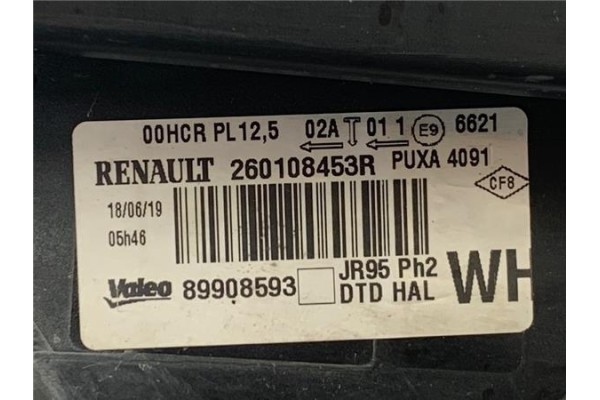 00HCR PL12,5 02A 01 1 E9 6621
RENAULT 260108453R PUXA 4091
CF8
18/06/19
05h46
Valeo 89908593 JR95 Ph2
DTD HAL
WH